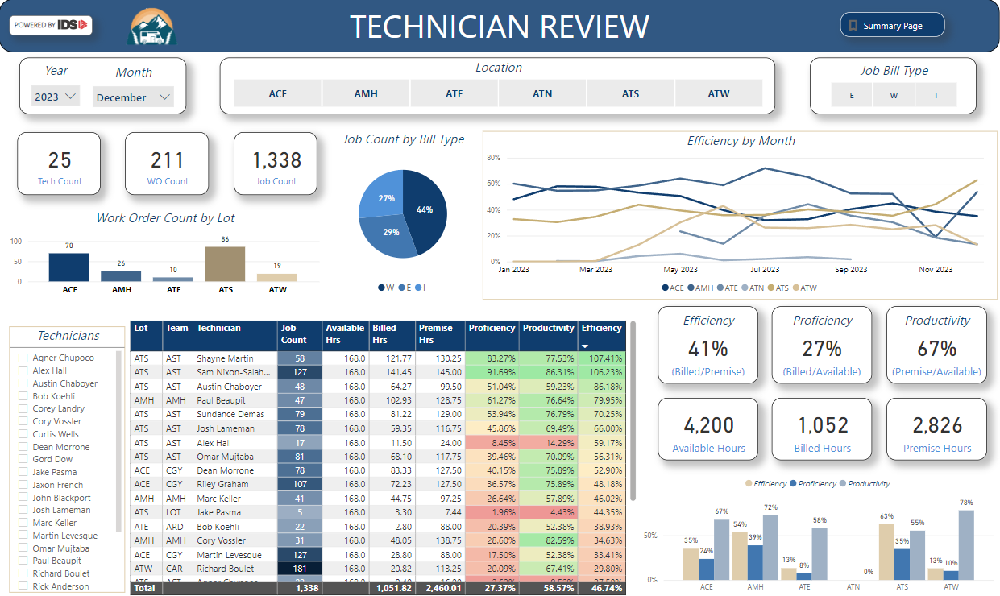 POWERED BY IDS
TECHNICIAN REVIEW
Summary Page
Year
Month
2023
December
Location
ACE AMH ATE ATN ATS ATW
Job Bill Type
E W I
25
Tech Count
211
WO Count
1,338
Job Count
Job Count by Bill Type
27%
44%
29%
W E I
Efficiency by Month
80%
60%
40%
20%
0%
Jan 2023 Mar 2023 May 2023 Jul 2023 Sep 2023 Nov 2023
ACE AMH ATE ATN ATS ATW
Work Order Count by Lot
100
50
0
70 26 10 86 19
ACE AMH ATE ATS ATW
Technicians
Agner Chupoco
Alex Hall
Austin Chaboyer
Bob Koehli
Corey Landry
Cory Vossler
Curtis Wells
Dean Morrone
Gord Dow
Jake Pasma
Jaxon French
John Blackport
Josh Lameman
Marc Keller
Martin Levesque
Omar Mujtaba
Paul Beaupit
Richard Boulet
Rick Anderson
Lot Team Technician Job Count Available Hrs Billed Hrs Premise Hrs Proficiency Productivity Efficiency
ATS AST Shayne Martin 58 168.0 121.77 130.25 83.27% 77.53% 107.41%
ATS AST Sam Nixon-Salah... 127 168.0 141.45 145.00 91.69% 86.31% 106.23%
ATS AST Austin Chaboyer 48 168.0 64.27 99.50 51.04% 59.23% 86.18%
AMH AMH Paul Beaupit 47 168.0 102.93 128.75 61.27% 76.64% 79.95%
ATS AST Sundance Demas 79 168.0 81.22 129.00 53.94% 76.79% 70.25%
ATS AST Josh Lameman 78 168.0 59.35 116.75 45.86% 69.49% 66.00%
ATS AST Alex Hall 17 168.0 11.50 24.00 8.45% 14.29% 59.17%
ATS AST Omar Mujtaba 81 168.0 68.10 117.75 39.46% 70.09% 56.31%
ACE CGY Dean Morrone 78 168.0 83.33 127.50 40.15% 75.89% 52.90%
ACE CGY Riley Graham 107 168.0 72.23 127.50 36.57% 75.89% 48.18%
AMH AMH Marc Keller 41 168.0 44.75 97.25 26.64% 57.89% 46.02%
ATS LOT Jake Pasma 5 168.0 3.30 7.44 1.96% 4.43% 44.35%
ATE ARD Bob Koehli 22 168.0 2.80 88.00 20.39% 52.38% 38.93%
AMH AMH Cory Vossler 31 168.0 48.05 138.75 28.60% 82.59% 34.63%
ACE CGY Martin Levesque 127 168.0 28.80 88.00 17.50% 52.38% 33.41%
ATW CAR Richard Boulet 181 168.0 20.82 113.25 20.09% 67.41% 29.80%
Total 1,338 1,051.82 2,460.01 27.37% 58.57% 46.74%
Efficiency
41%
(Billed/Premise)
Proficiency
27%
(Billed/Available)
Productivity
67%
(Premise/Available)
4,200
Available Hours
1,052
Billed Hours
2,826
Premise Hours
Efficiency Proficiency Productivity
50%
0%
35% 24% 67%
54% 39% 72%
13% 8% 58%
0%
63% 35% 55%
13% 10% 78%
ACE AMH ATE ATN ATS ATW